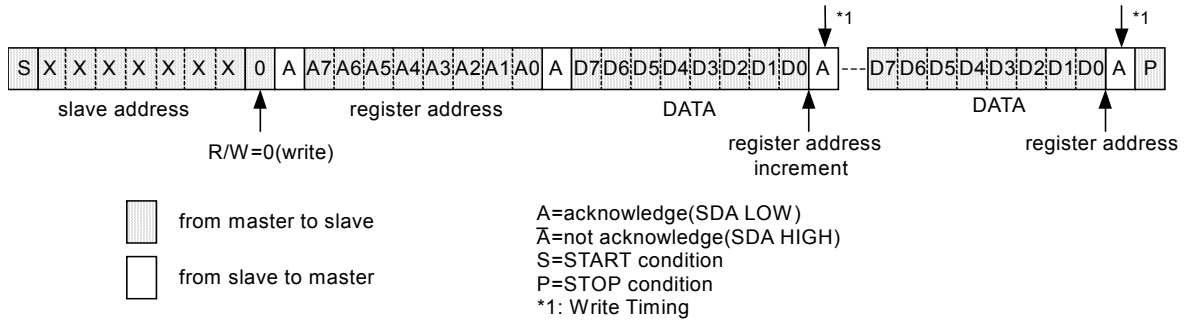 *1 *1
S X X X X X X X 0 A A7 A6 A5 A4 A3 A2 A1 A0 A D7 D6 D5 D4 D3 D2 D1 D0 A D7 D6 D5 D4 D3 D2 D1 D0 A P
slave address register address DATA DATA
R/W=0(write) register address register address
increment
from master to slave
from slave to master
A=acknowledge(SDA LOW)
A̅=not acknowledge(SDA HIGH)
S=START condition
P=STOP condition
*1: Write Timing